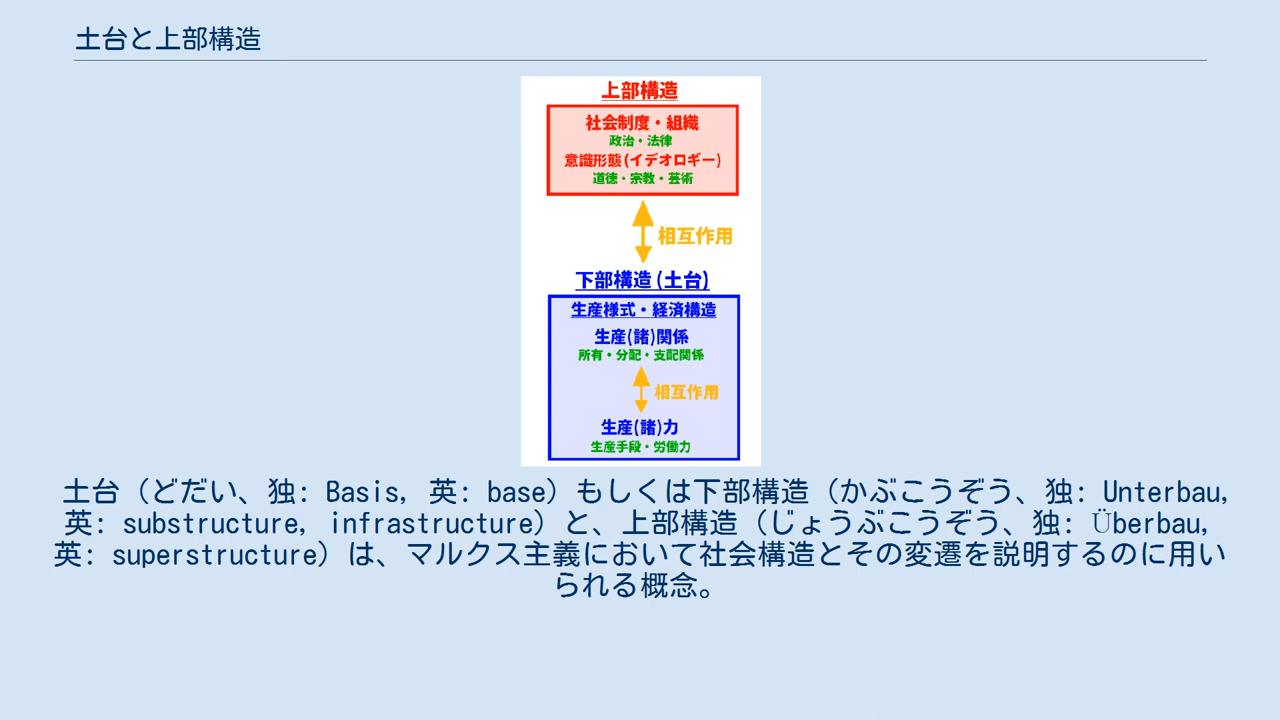 土台と上部構造
上部構造
社会制度・組織
政治・法律
意識形態(イデオロギー)
道徳・宗教・芸術
相互作用
下部構造(土台)
生産様式・経済構造
生産(諸)関係
所有・分配・支配関係
相互作用
生産(諸)力
生産手段・労働力
土台（どだい、独: Basis, 英: base）もしくは下部構造（かぶこうぞう、独: Unterbau,
英: substructure, infrastructure）と、上部構造（じょうぶこうぞう、独: Überbau,
英: superstructure）は、マルクス主義において社会構造とその変遷を説明するのに用い
られる概念。